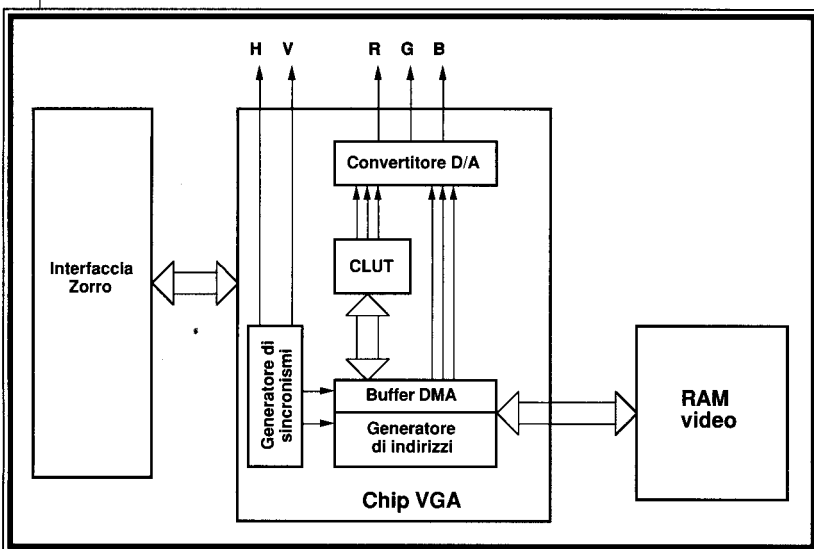 H V R G B
Convertitore D/A
Interfaccia
Zorro
CLUT
Generatore di
sincronismi
Buffer DMA
Generatore
di indirizzi
RAM
video
Chip VGA